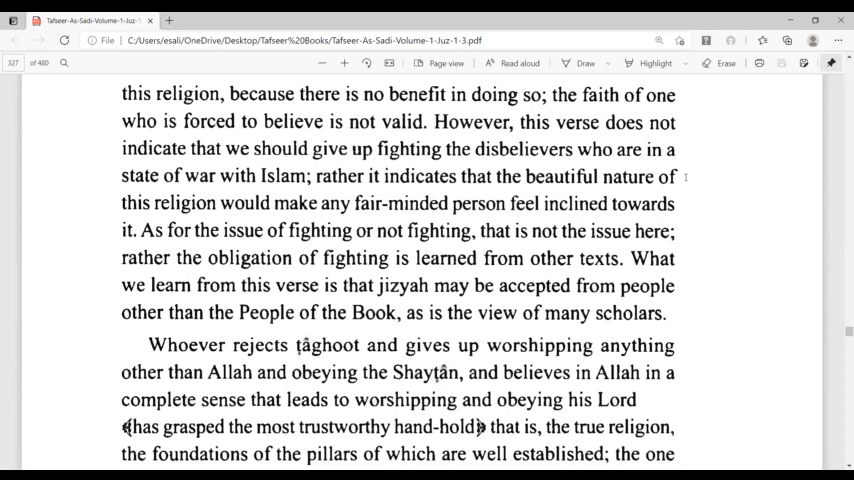 Tafseer-As-Sadi-Volume-1-Juz-1-
File
C:/Users/esali/OneDrive/Desktop/Tafseer%20Books/Tafseer-As-Sadi-Volume-1-Juz-1-3.pdf
327 of 480
Page view
Read aloud
Draw
Highlight
Erase
this religion, because there is no benefit in doing so; the faith of one
who is forced to believe is not valid. However, this verse does not
indicate that we should give up fighting the disbelievers who are in a
state of war with Islam; rather it indicates that the beautiful nature of
this religion would make any fair-minded person feel inclined towards
it. As for the issue of fighting or not fighting, that is not the issue here;
rather the obligation of fighting is learned from other texts. What
we learn from this verse is that jizyah may be accepted from people
other than the People of the Book, as is the view of many scholars.
Whoever rejects ṭâghoot and gives up worshipping anything
other than Allah and obeying the Shayṭân, and believes in Allah in a
complete sense that leads to worshipping and obeying his Lord
﴾has grasped the most trustworthy hand-hold﴿ that is, the true religion,
the foundations of the pillars of which are well established; the one